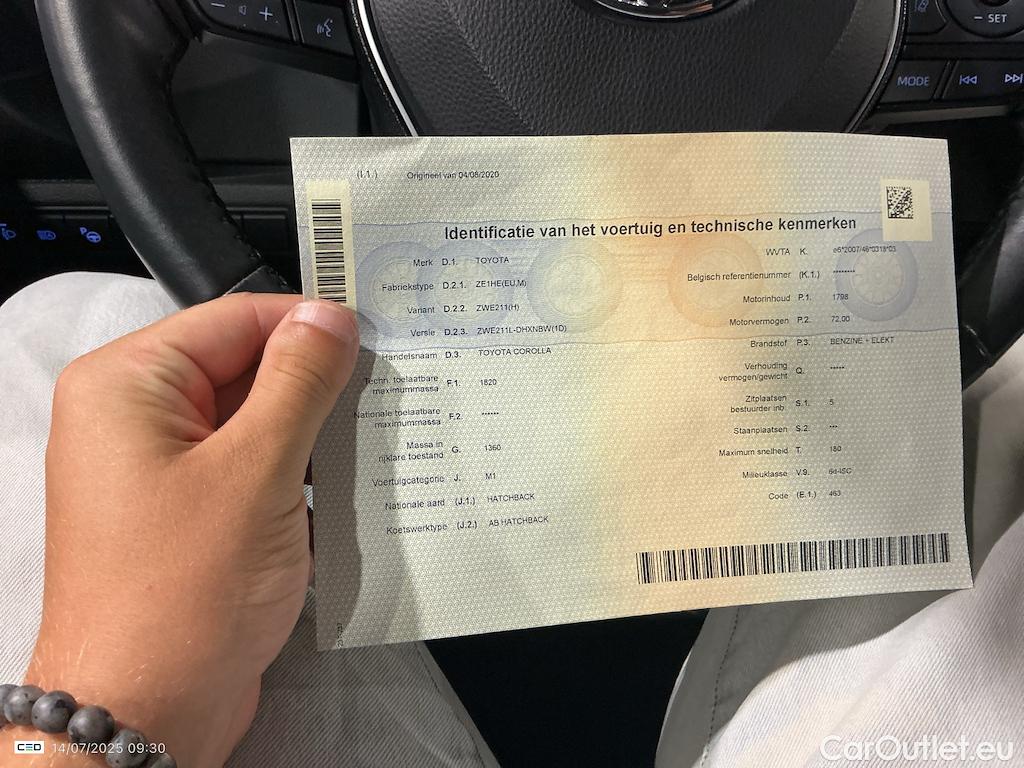 − +
SET
MODE
(I.1.) Origineel van 04/08/2020
Identificatie van het voertuig en technische kenmerken
Merk D.1. TOYOTA
Fabriekstype D.2.1. ZE1HE(EU,M)
Variant D.2.2. ZWE211(H)
Versie D.2.3. ZWE211L-DHXNBW(1D)
Handelsnaam D.3. TOYOTA COROLLA
Techn. toelaatbare
maximummassa F.1. 1820
Nationale toelaatbare
maximummassa F.2. ------
Massa in
rijklare toestand G. 1360
Voertuigcategorie J. M1
Nationale aard (J.1.) HATCHBACK
Koetswerktype (J.2.) AB HATCHBACK
WVTA K. e6*2007/46*0318*03
Belgisch referentienummer (K.1.) --------
Motorinhoud P.1. 1798
Motorvermogen P.2. 72,00
Brandstof P.3. BENZINE + ELEKT
Verhouding
vermogen/gewicht Q. -----
Zitplaatsen
bestuurder inb. S.1. 5
Staanplaatsen S.2. ---
Maximum snelheid T. 180
Milieuklasse V.9. 6d-ISC
Code (E.1.) 463
CEO 14/07/2025 09:30
CarOutlet.eu